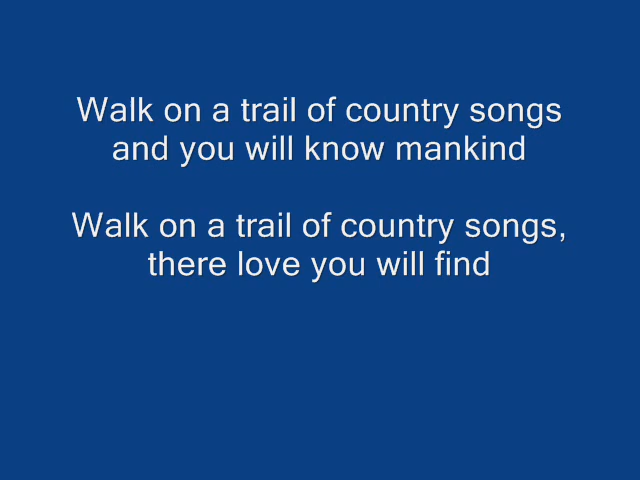 Walk on a trail of country songs
and you will know mankind
Walk on a trail of country songs,
there love you will find